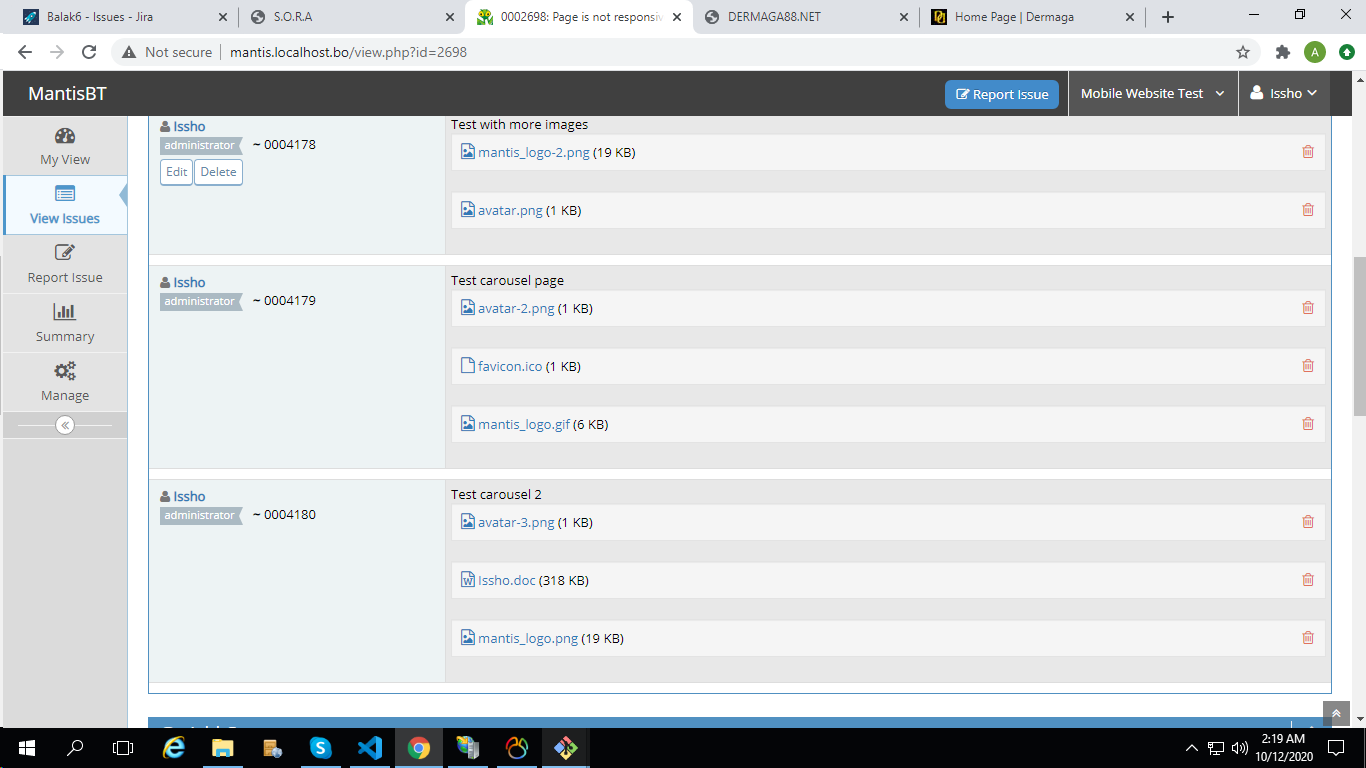 Balak6 - Issues - Jira
S.O.R.A
0002698: Page is not responsiv
DERMAGA88.NET
Home Page | Dermaga
Not secure
mantis.localhost.bo/view.php?id=2698
A
MantisBT
Report Issue
Mobile Website Test
Issho
My View
View Issues
Report Issue
Summary
Manage
Issho
administrator
~ 0004178
Edit
Delete
Test with more images
mantis_logo-2.png (19 KB)
avatar.png (1 KB)
Issho
administrator
~ 0004179
Test carousel page
avatar-2.png (1 KB)
favicon.ico (1 KB)
mantis_logo.gif (6 KB)
Issho
administrator
~ 0004180
Test carousel 2
avatar-3.png (1 KB)
Issho.doc (318 KB)
mantis_logo.png (19 KB)
2:19 AM
10/12/2020